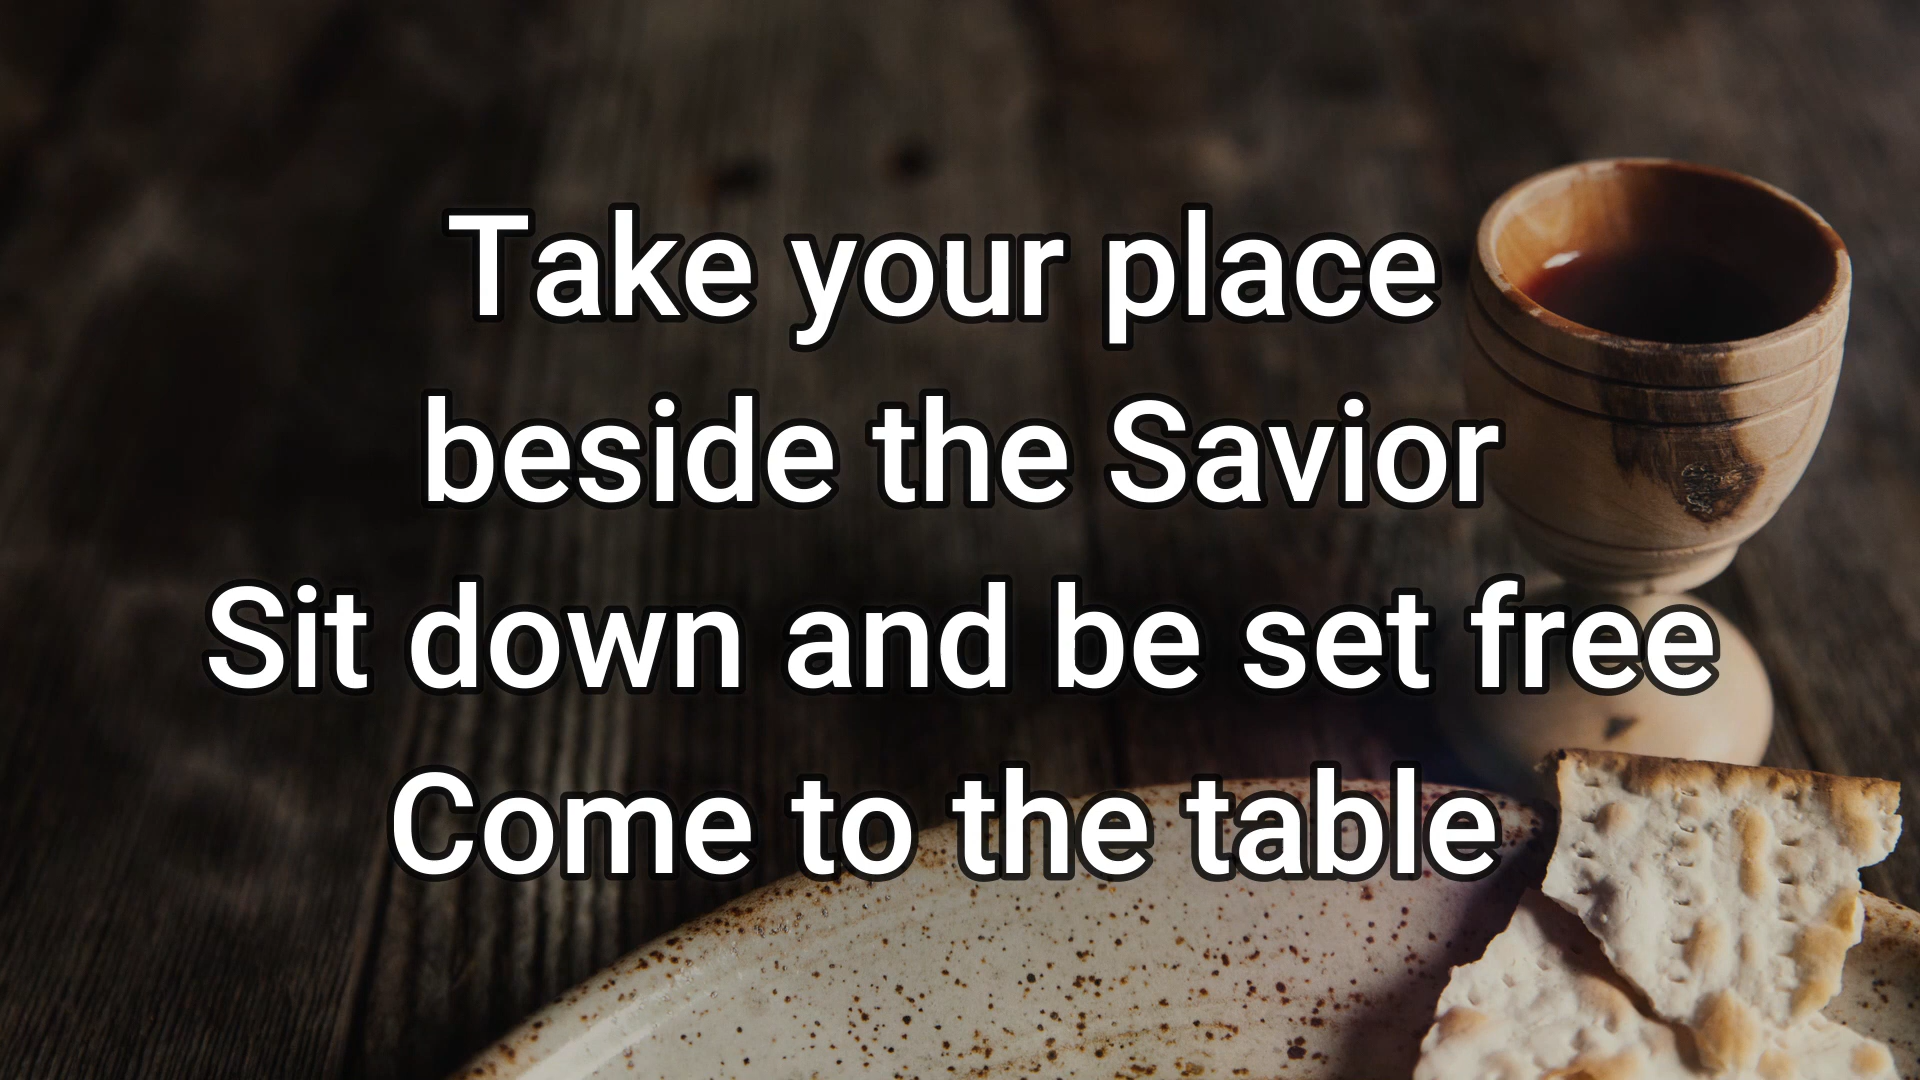 Take your place
beside the Savior
Sit down and be set free
Come to the table